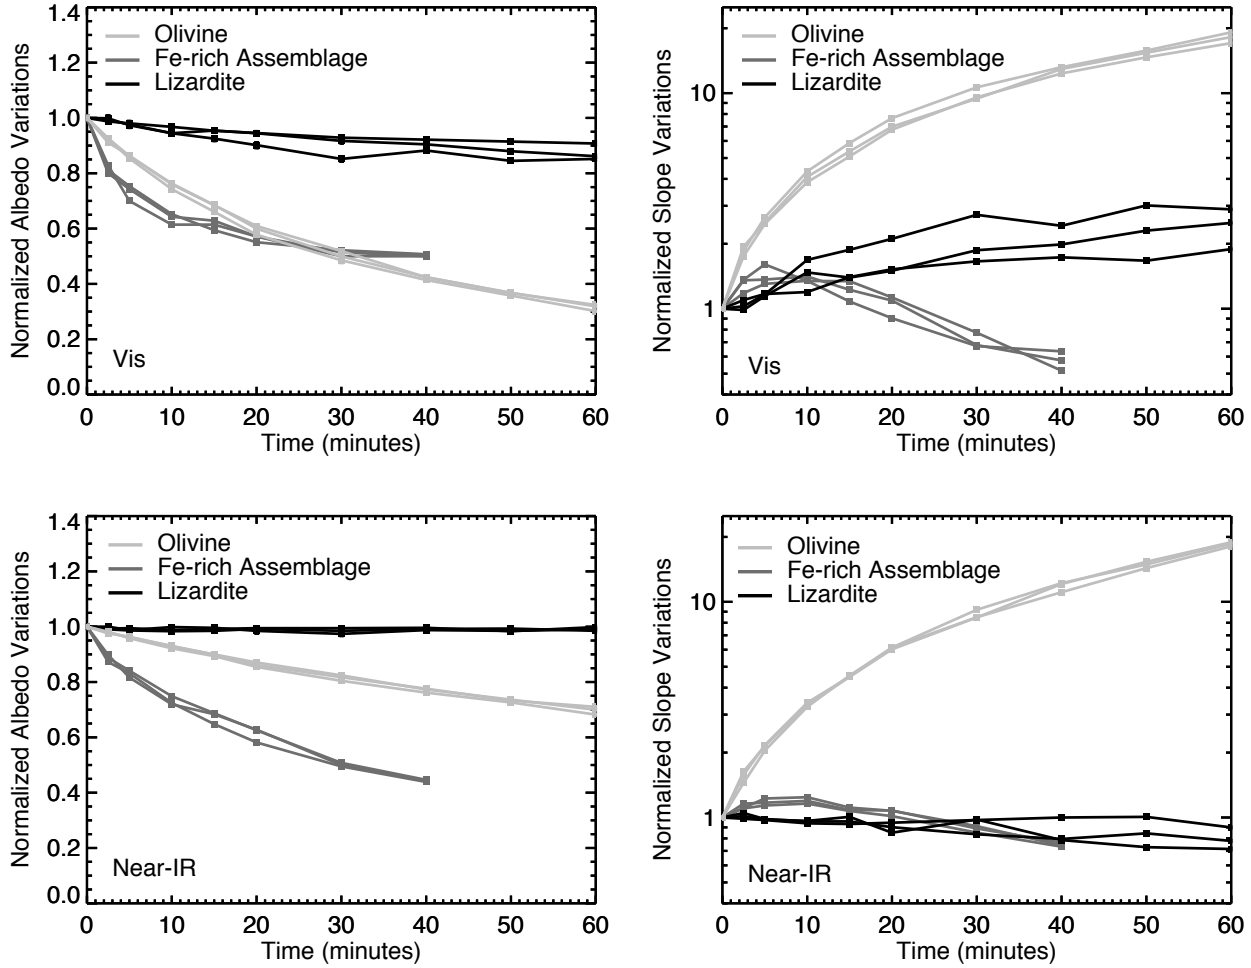 Normalized Albedo Variations
1.4
1.2
1.0
0.8
0.6
0.4
0.2
0.0
Olivine
Fe-rich Assemblage
Lizardite
Vis
0 10 20 30 40 50 60
Time (minutes)
Normalized Slope Variations
10
1
Olivine
Fe-rich Assemblage
Lizardite
Vis
0 10 20 30 40 50 60
Time (minutes)
Normalized Albedo Variations
1.4
1.2
1.0
0.8
0.6
0.4
0.2
0.0
Olivine
Fe-rich Assemblage
Lizardite
Near-IR
0 10 20 30 40 50 60
Time (minutes)
Normalized Slope Variations
10
1
Olivine
Fe-rich Assemblage
Lizardite
Near-IR
0 10 20 30 40 50 60
Time (minutes)